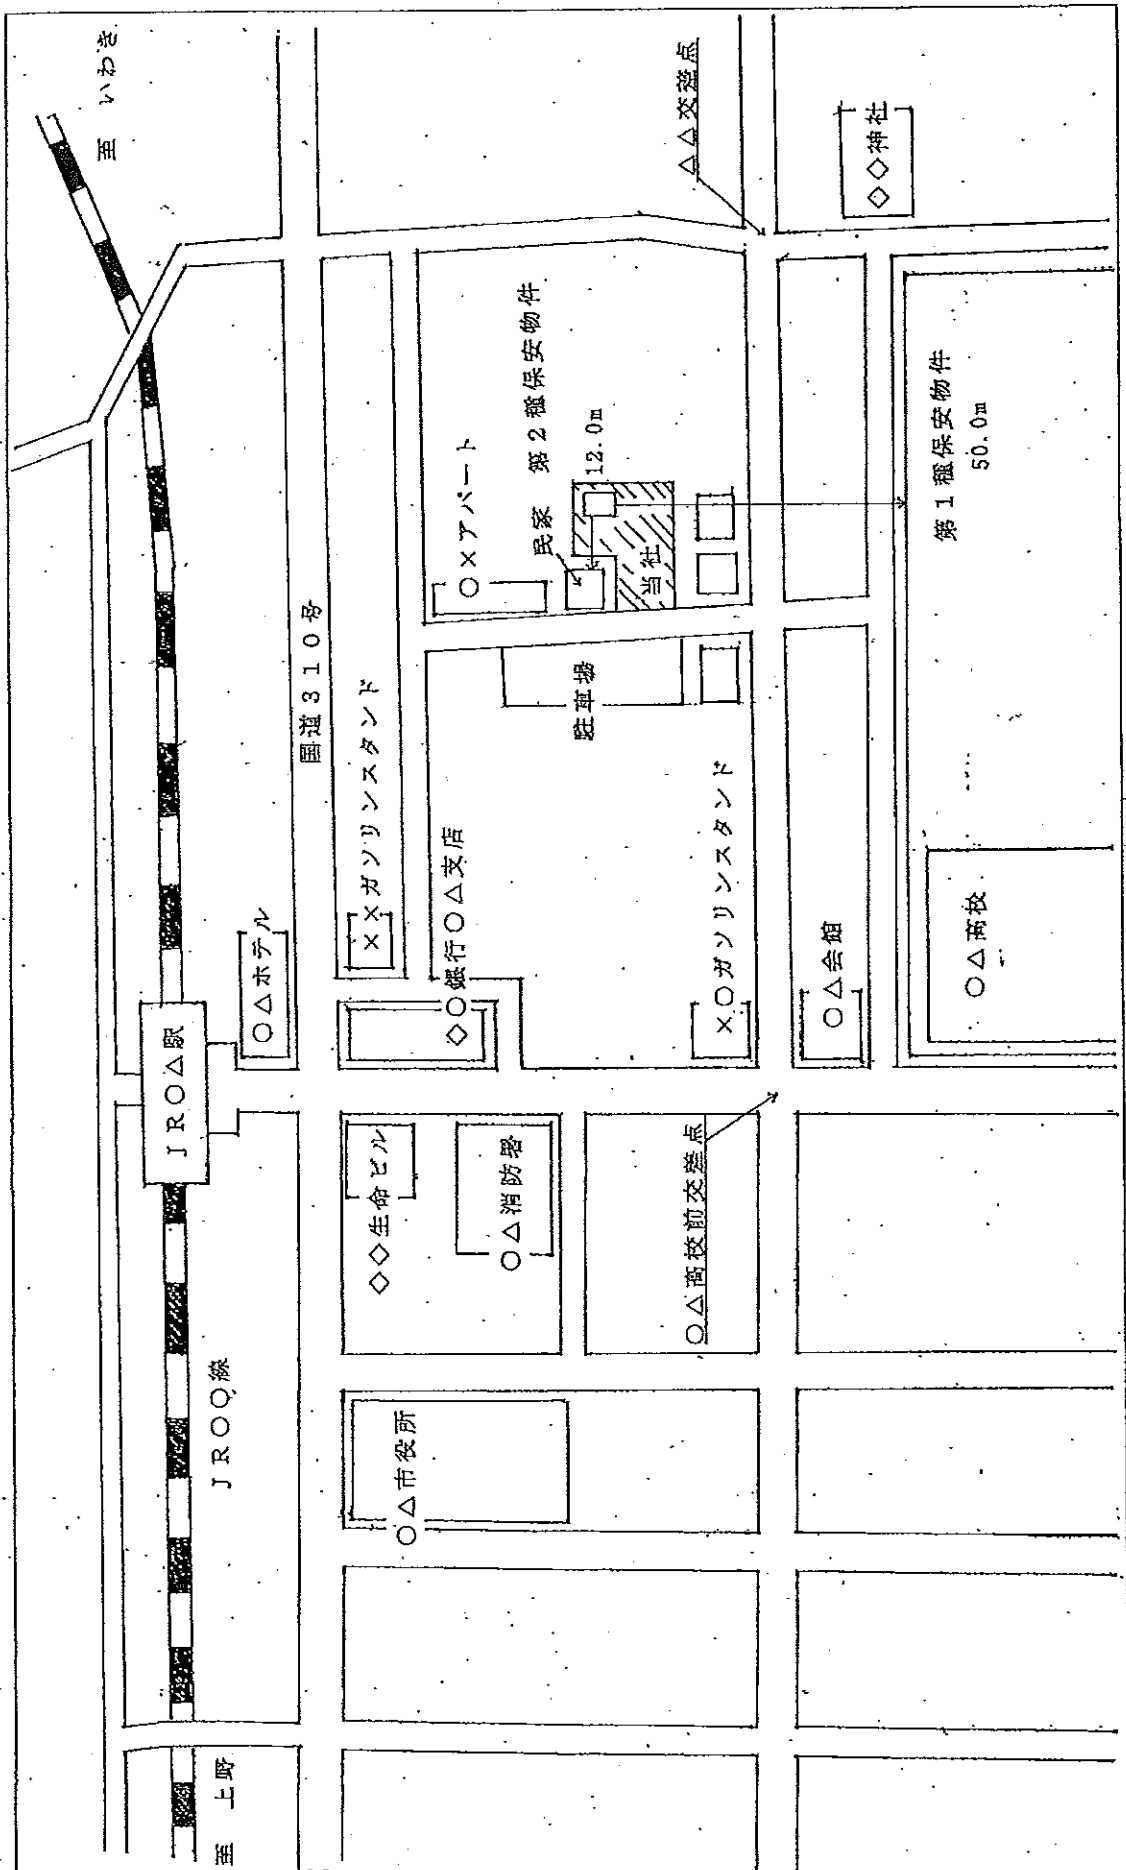 至 いわき
△△交差点
◇◇神社
第2種保安物件
12.0m
民家
○×アパート
当社
第1種保安物件
50.0m
国道310号
駐車場
××ガソリンスタンド
×○ガソリンスタンド
◇○銀行○△支店
○△ホテル
○△会館
○△高校
JR○△駅
◇◇生命ビル
○△消防署
○△高校前交差点
JR○○線
○△市役所
至 上野